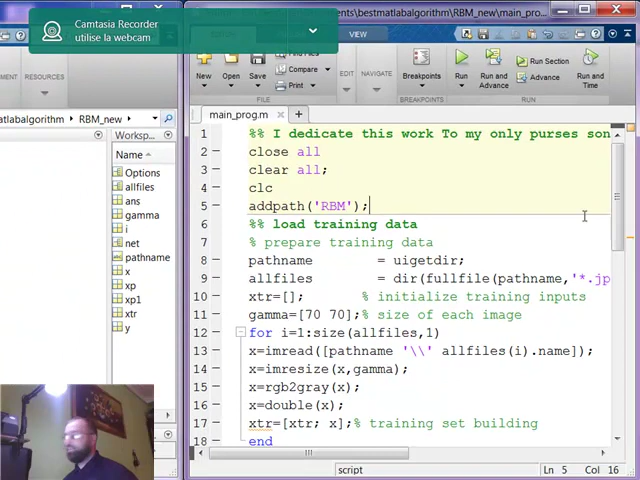 Camtasia Recorder
utilise la webcam
ents\bestmatlabalgorithm\RBM_new\main_pro...
VIEW
MENT
RESOURCES
New
Open
Save
Find Files
Compare
Print
EDIT
NAVIGATE
Breakpoints
Run
Run and
Advance
Run Section
Advance
Run and
Time
FILE
BREAKPOINTS
RUN
atlabalgorithm
RBM_new
Worksp...
Name
Options
allfiles
ans
gamma
i
net
pathname
x
xp
xp1
xtr
y
main_prog.m
1 %% I dedicate this work To my only purses son
2 close all
3 clear all;
4 clc
5 addpath('RBM');
6 %% load training data
7 % prepare training data
8 pathname = uigetdir;
9 allfiles = dir(fullfile(pathname,'*.jp
10 xtr=[]; % initialize training inputs
11 gamma=[70 70];% size of each image
12 for i=1:size(allfiles,1)
13 x=imread([pathname '\\' allfiles(i).name]);
14 x=imresize(x,gamma);
15 x=rgb2gray(x);
16 x=double(x);
17 xtr=[xtr; x];% training set building
18 end
script
Ln 5 Col 16